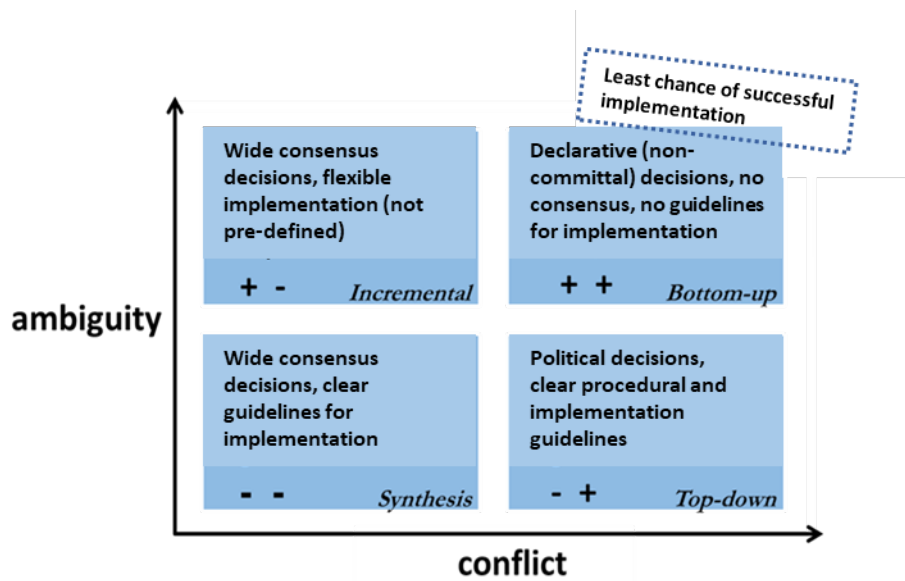 Least chance of successful
implementation
Wide consensus
decisions, flexible
implementation (not
pre-defined)
+ -
Incremental
Declarative (non-
committal) decisions, no
consensus, no guidelines
for implementation
+ +
Bottom-up
ambiguity
Wide consensus
decisions, clear
guidelines for
implementation
- -
Synthesis
Political decisions,
clear procedural and
implementation
guidelines
- +
Top-down
conflict